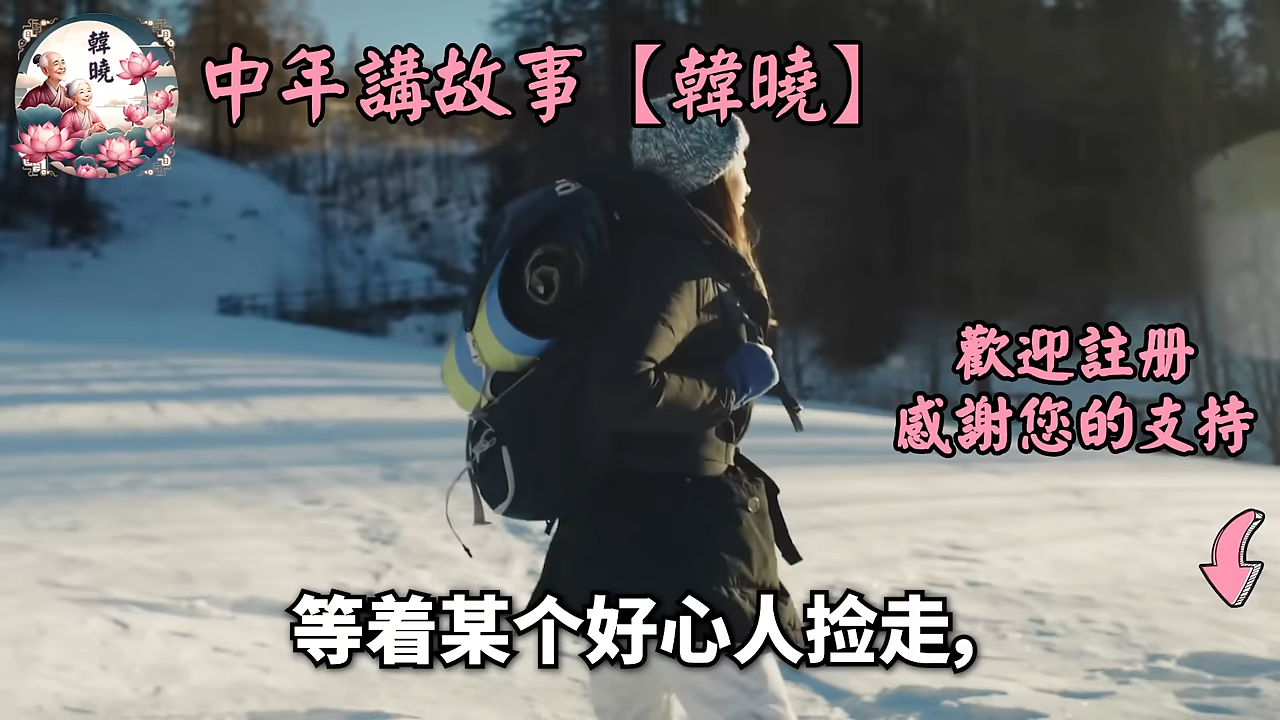 韓
曉
中年講故事【韓曉】
歡迎註册
感謝您的支持
等着某个好心人捡走,